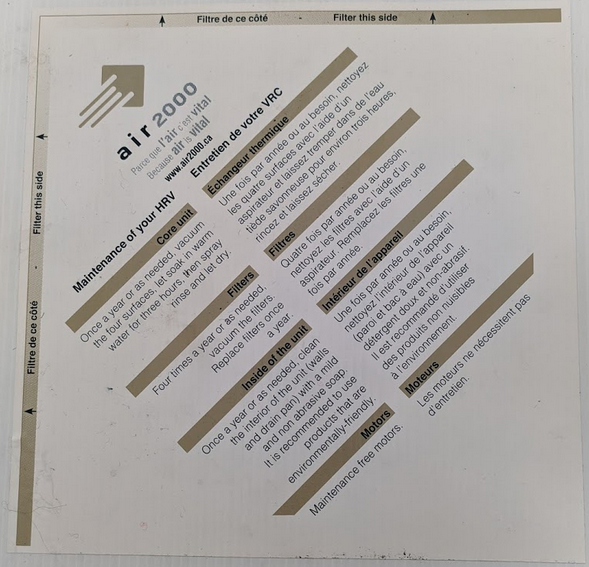 Filtre de ce côté
Filter this side
Filter this side
Filtre de ce côté
air2000
Parce que l'air c'est vital
Because air is vital
www.air2000.ca
Maintenance of your HRV
Core unit
Once a year or as needed, vacuum
the four surfaces, let soak in warm
water for three hours, then spray
rinse and let dry.
Filters
Four times a year or as needed,
vacuum the filters.
Replace filters once
a year.
Inside of the unit
Once a year or as needed, clean
the interior of the unit (walls
and drain pan) with a mild
and non abrasive soap.
It is recommended to use
products that are
environmentally-friendly.
Motors
Maintenance free motors.
Entretien de votre VRC
Échangeur thermique
Une fois par année ou au besoin, nettoyez
les quatre surfaces avec l'aide d'un
aspirateur et laissez tremper dans de l'eau
tiède savonneuse pour environ trois heures,
rincez et laissez sécher.
Filtres
Quatre fois par année ou au besoin,
nettoyez les filtres avec l'aide d'un
aspirateur. Remplacez les filtres une
fois par année.
Intérieur de l'appareil
Une fois par année ou au besoin,
nettoyez l'intérieur de l'appareil
(paroi et bac à eau) avec un
détergent doux et non-abrasif.
Il est recommandé d'utiliser
des produits non nuisibles
à l'environnement.
Moteurs
Les moteurs ne nécessitent pas
d'entretien.